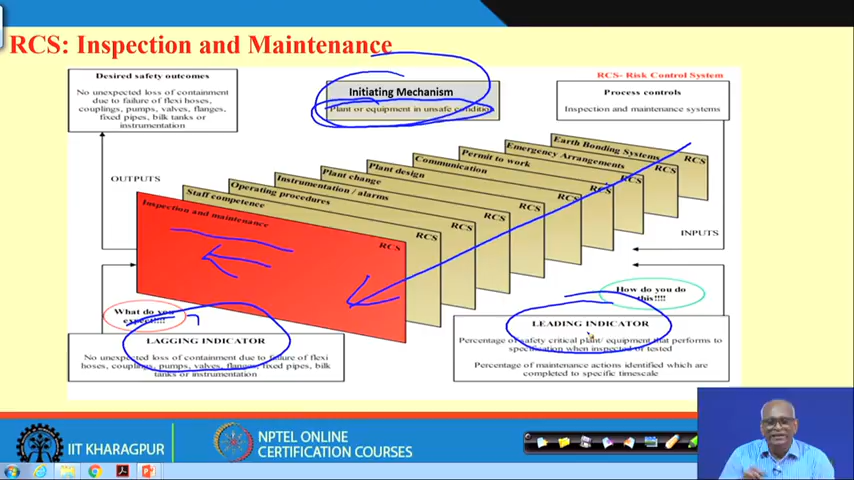 RCS: Inspection and Maintenance
Desired safety outcomes
No unexpected loss of containment
due to failure of flexi hoses,
couplings, pumps, valves, flanges,
fixed pipes, bilk tanks or
instrumentation
Initiating Mechanism
Plant or equipment in unsafe condition
RCS- Risk Control System
Process controls
Inspection and maintenance systems
OUTPUTS
INPUTS
Earth Bonding Systems
RCS
Emergency Arrangements
RCS
Permit to work
RCS
Communication
RCS
Plant design
RCS
Plant change
RCS
Instrumentation / alarms
RCS
Operating procedures
RCS
Staff competence
RCS
Inspection and maintenance
RCS
What do you
expect!!!!
LAGGING INDICATOR
No unexpected loss of containment due to failure of flexi
hoses, couplings, pumps, valves, flanges, fixed pipes, bilk
tanks or instrumentation
How do you do
this!!!!
LEADING INDICATOR
Percentage of safety critical plant/ equipment that performs to
specification when inspected or tested
Percentage of maintenance actions identified which are
completed to specific timescale
IIT KHARAGPUR
NPTEL ONLINE
CERTIFICATION COURSES